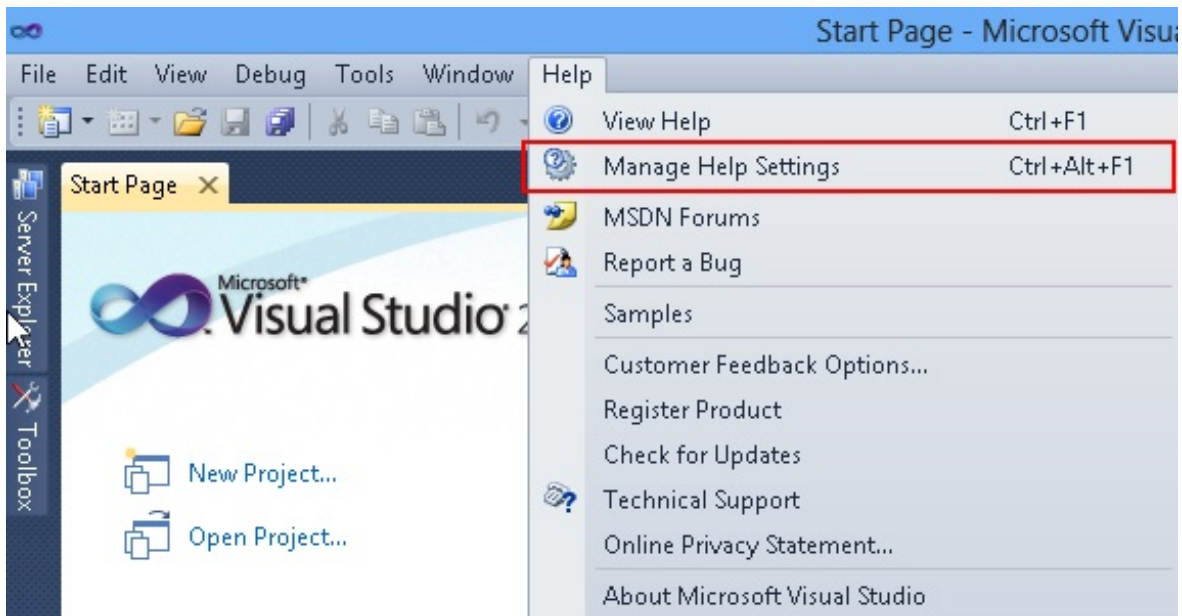 Start Page - Microsoft Visu
File Edit View Debug Tools Window Help
View Help Ctrl+F1
Manage Help Settings Ctrl+Alt+F1
MSDN Forums
Report a Bug
Samples
Customer Feedback Options...
Register Product
Check for Updates
Technical Support
Online Privacy Statement...
About Microsoft Visual Studio
Server Explorer
Toolbox
Start Page
Microsoft®
Visual Studio® 2
New Project...
Open Project...